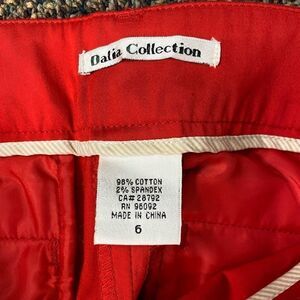 Dalia Collection
98% COTTON
2% SPANDEX
CA# 28792
RN 96092
MADE IN CHINA
6